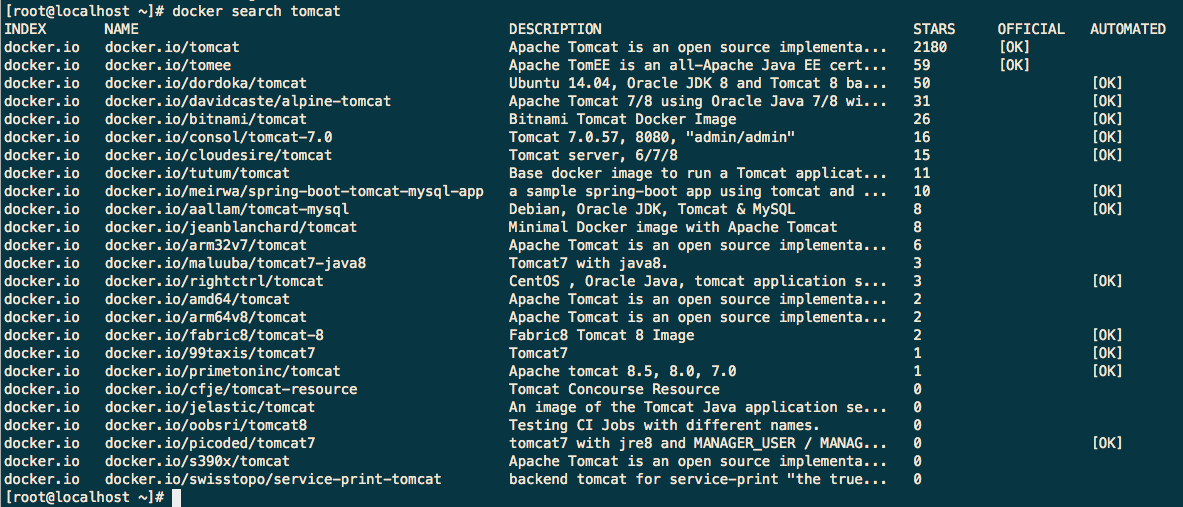 [root@localhost ~]# docker search tomcat
INDEX NAME DESCRIPTION STARS OFFICIAL AUTOMATED
docker.io docker.io/tomcat Apache Tomcat is an open source implementa... 2180 [OK]
docker.io docker.io/tomee Apache TomEE is an all-Apache Java EE cert... 59 [OK]
docker.io docker.io/dordoka/tomcat Ubuntu 14.04, Oracle JDK 8 and Tomcat 8 ba... 50 [OK]
docker.io docker.io/davidcaste/alpine-tomcat Apache Tomcat 7/8 using Oracle Java 7/8 wi... 31 [OK]
docker.io docker.io/bitnami/tomcat Bitnami Tomcat Docker Image 26 [OK]
docker.io docker.io/consol/tomcat-7.0 Tomcat 7.0.57, 8080, "admin/admin" 16 [OK]
docker.io docker.io/cloudesire/tomcat Tomcat server, 6/7/8 15 [OK]
docker.io docker.io/tutum/tomcat Base docker image to run a Tomcat applicat... 11
docker.io docker.io/meirwa/spring-boot-tomcat-mysql-app a sample spring-boot app using tomcat and ... 10 [OK]
docker.io docker.io/aallam/tomcat-mysql Debian, Oracle JDK, Tomcat & MySQL 8 [OK]
docker.io docker.io/jeanblanchard/tomcat Minimal Docker image with Apache Tomcat 8
docker.io docker.io/arm32v7/tomcat Apache Tomcat is an open source implementa... 6
docker.io docker.io/maluuba/tomcat7-java8 Tomcat7 with java8. 3
docker.io docker.io/rightctrl/tomcat CentOS , Oracle Java, tomcat application s... 3 [OK]
docker.io docker.io/amd64/tomcat Apache Tomcat is an open source implementa... 2
docker.io docker.io/arm64v8/tomcat Apache Tomcat is an open source implementa... 2
docker.io docker.io/fabric8/tomcat-8 Fabric8 Tomcat 8 Image 2 [OK]
docker.io docker.io/99taxis/tomcat7 Tomcat7 1 [OK]
docker.io docker.io/primetoninc/tomcat Apache tomcat 8.5, 8.0, 7.0 1 [OK]
docker.io docker.io/cfje/tomcat-resource Tomcat Concourse Resource 0
docker.io docker.io/jelastic/tomcat An image of the Tomcat Java application se... 0
docker.io docker.io/oobsri/tomcat8 Testing CI Jobs with different names. 0
docker.io docker.io/picoded/tomcat7 tomcat7 with jre8 and MANAGER_USER / MANAG... 0 [OK]
docker.io docker.io/s390x/tomcat Apache Tomcat is an open source implementa... 0
docker.io docker.io/swisstopo/service-print-tomcat backend tomcat for service-print "the true... 0
[root@localhost ~]#